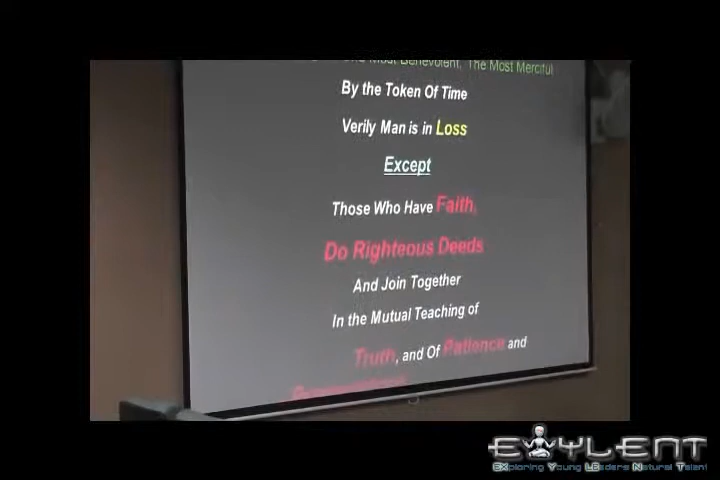 Most Benevolent, The Most Merciful
By the Token Of Time
Verily Man is in Loss
Except
Those Who Have Faith,
Do Righteous Deeds
And Join Together
In the Mutual Teaching of
Truth, and Of Patience and
EXYLENT
EXploring Young LEaders Natural Talent